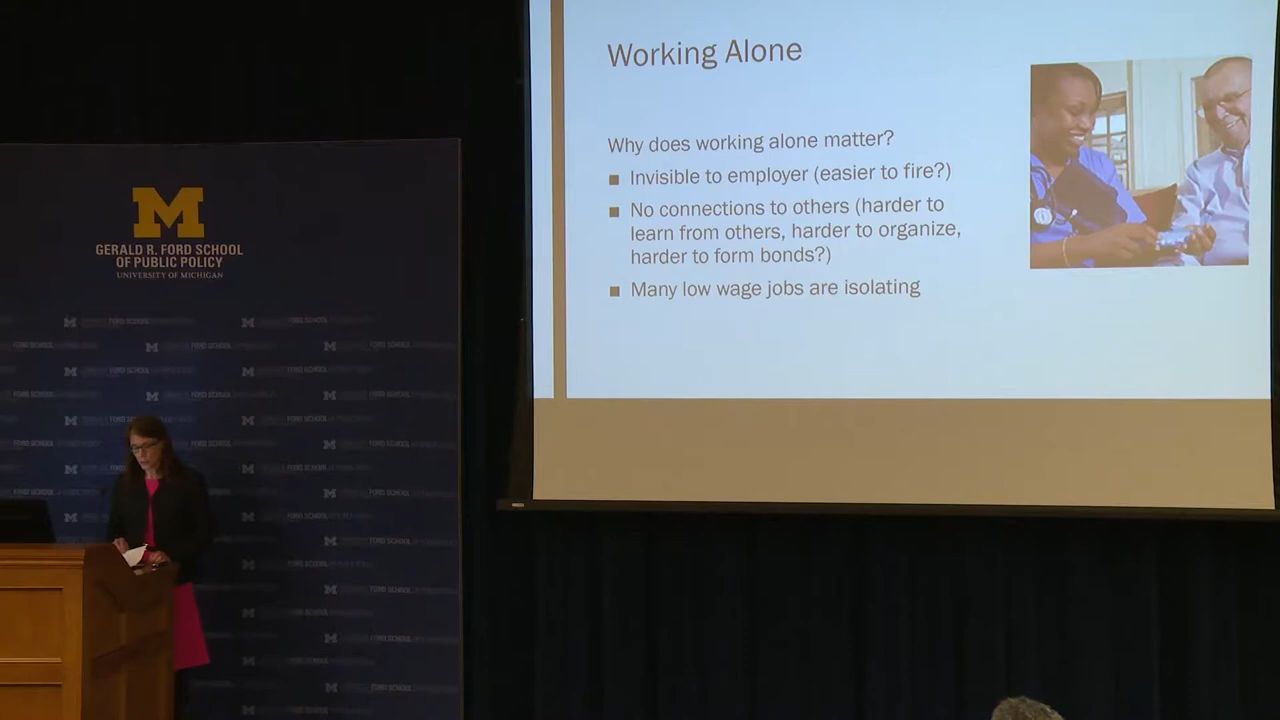 Working Alone
Why does working alone matter?
Invisible to employer (easier to fire?)
No connections to others (harder to
learn from others, harder to organize,
harder to form bonds?)
Many low wage jobs are isolating
M
GERALD R. FORD SCHOOL
OF PUBLIC POLICY
UNIVERSITY OF MICHIGAN